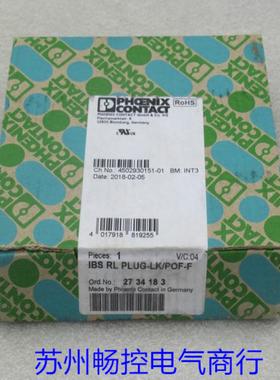 PHOENIX CONTACT
RoHS
PHOENIX CONTACT GmbH & Co. KG
Flachsmarktstr. 8
32825 Blomberg, Germany
Ch No.: 4502930151-01 BM: INT3
Date: 2018-02-05
4 017918 819255
Pieces: 1 V/C:04
IBS RL PLUG-LK/POF-F
Ord.No.: 27 34 18 3
Made by Phoenix Contact in Germany
苏州畅控电气商行